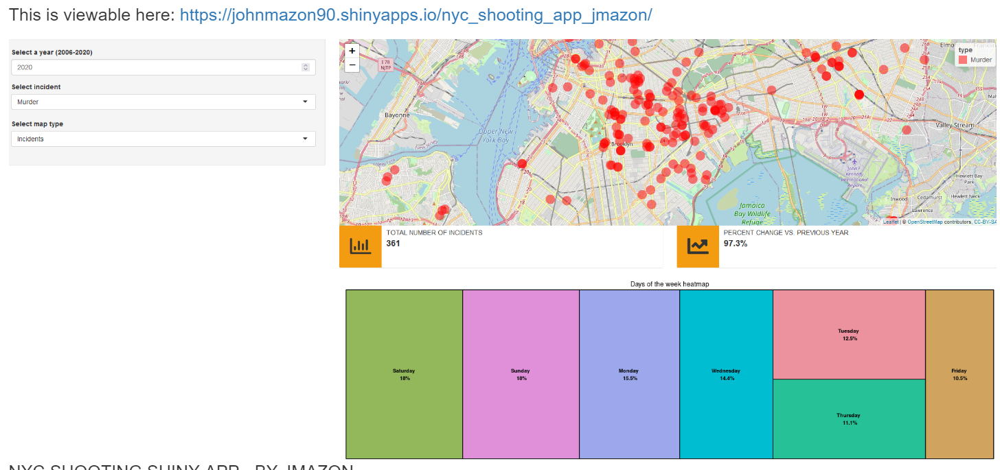 This is viewable here: https://johnmazon90.shinyapps.io/nyc_shooting_app_jmazon/
Select a year (2006-2020)
2020
Select incident
Murder
Select map type
Incidents
+
−
I 78
NJTP
Bayonne
Upper New
York Bay
New Jersey
New York
Brooklyn
Jamaica
Bay Wildlife
Refuge
John F.
Kennedy
International
Airport
Valley Stream
Hewlett Bay
Park
Hewlett Neck
Inwood
Cedarhurst
Lawrence
type
Murder
Leaflet | © OpenStreetMap contributors, CC-BY-SA
TOTAL NUMBER OF INCIDENTS
361
PERCENT CHANGE VS. PREVIOUS YEAR
97.3%
Days of the week heatmap
Saturday
18%
Sunday
18%
Monday
15.5%
Wednesday
14.4%
Tuesday
12.5%
Thursday
11.1%
Friday
10.5%
NYC SHOOTING SHINY APP - BY JMAZON